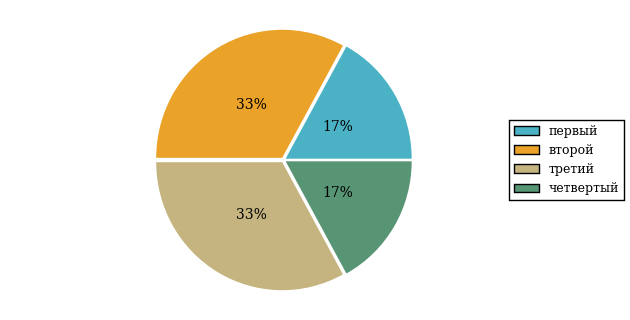 33%
17%
33%
17%
первый
второй
третий
четвертый